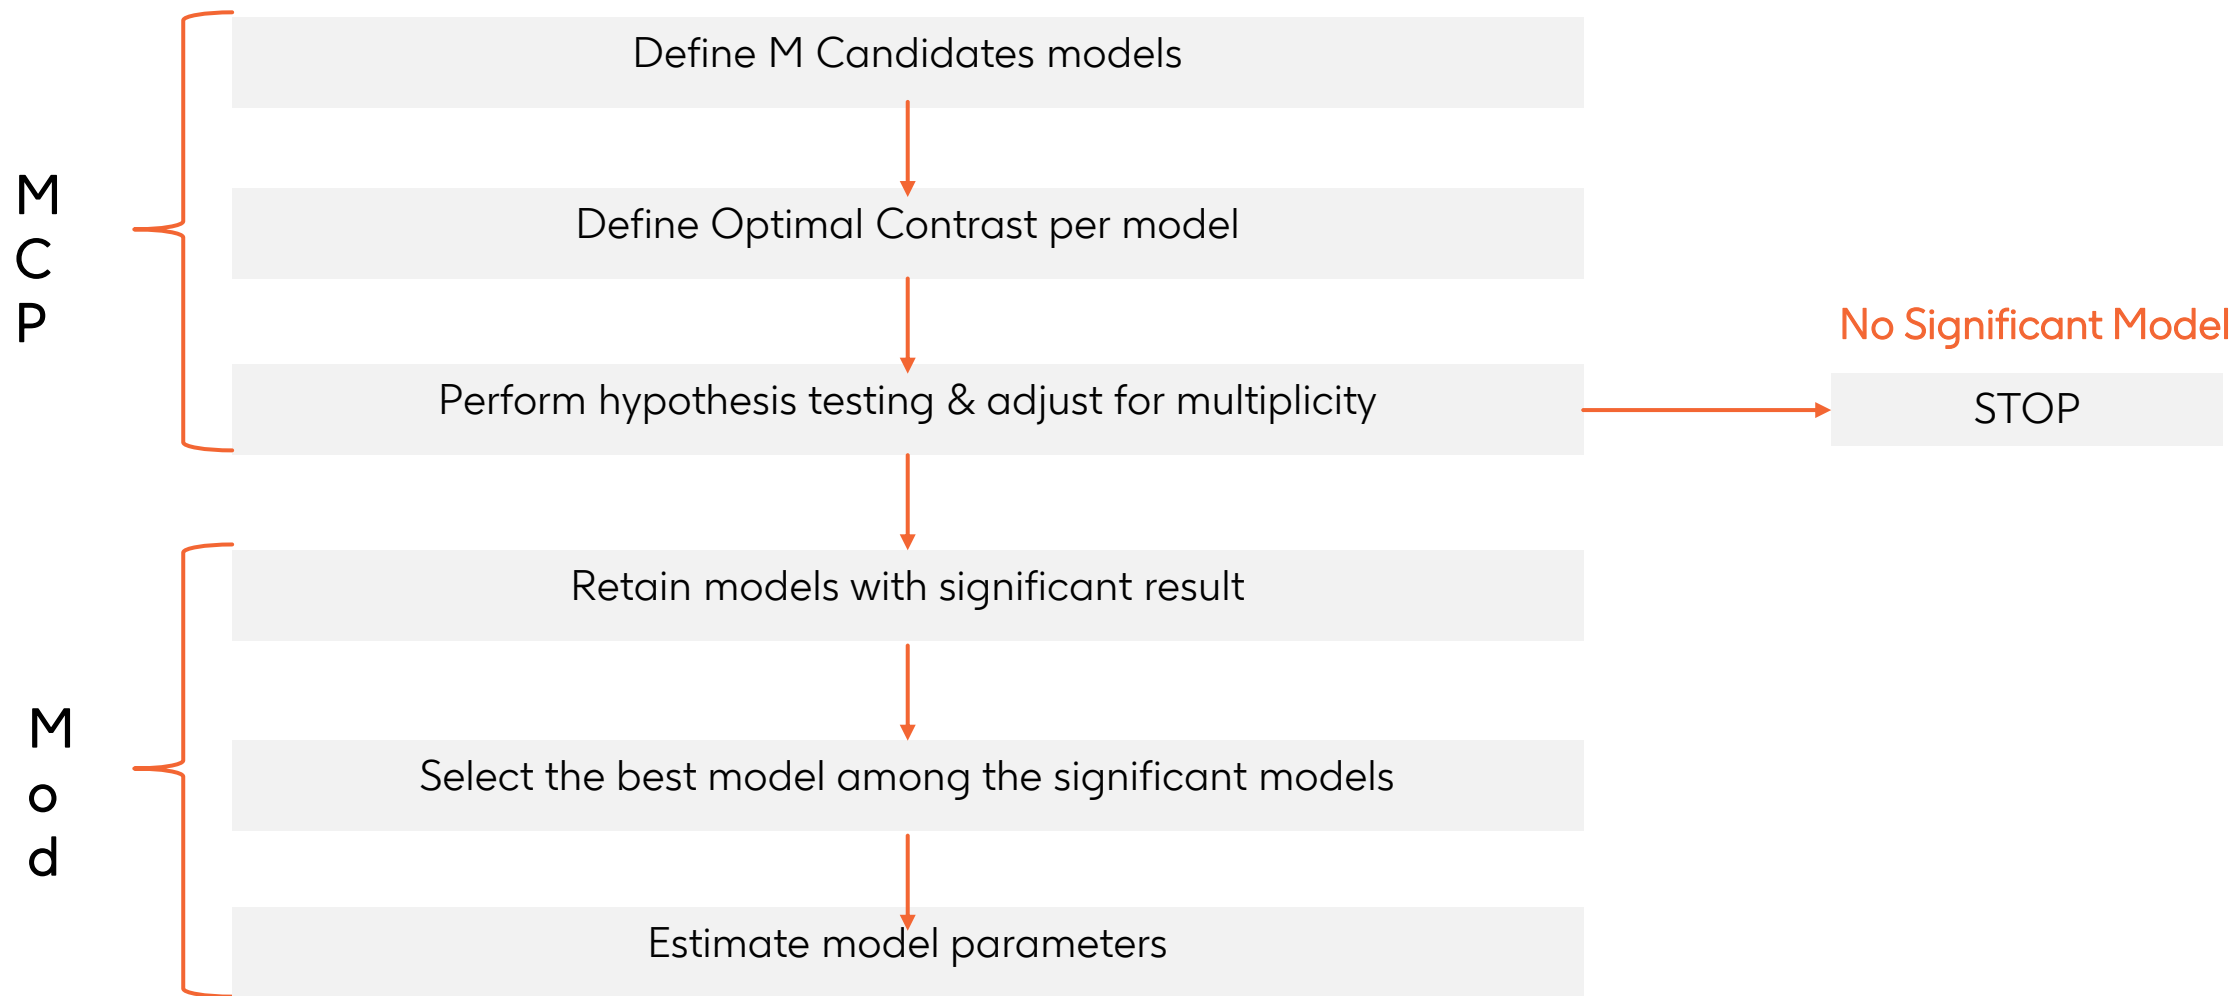 Define M Candidates models
Define Optimal Contrast per model
M
C
P
No Significant Model
Perform hypothesis testing & adjust for multiplicity
STOP
Retain models with significant result
M
o
d
Select the best model among the significant models
Estimate model parameters